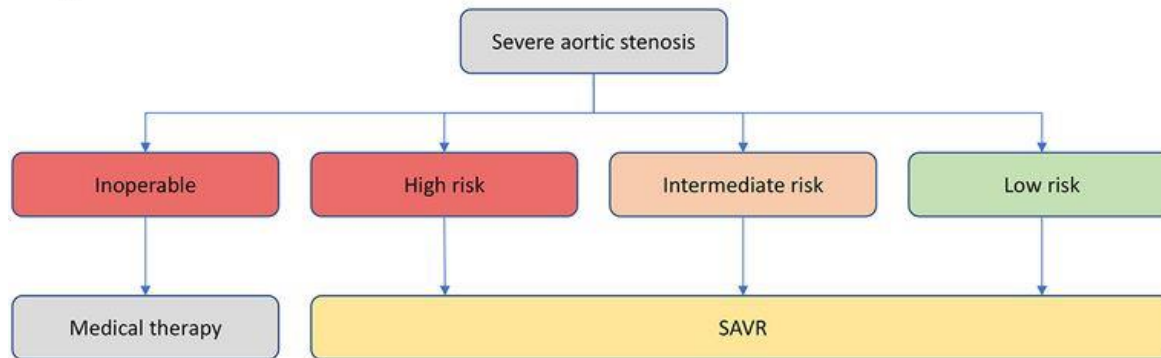 Severe aortic stenosis
Inoperable
High risk
Intermediate risk
Low risk
Medical therapy
SAVR